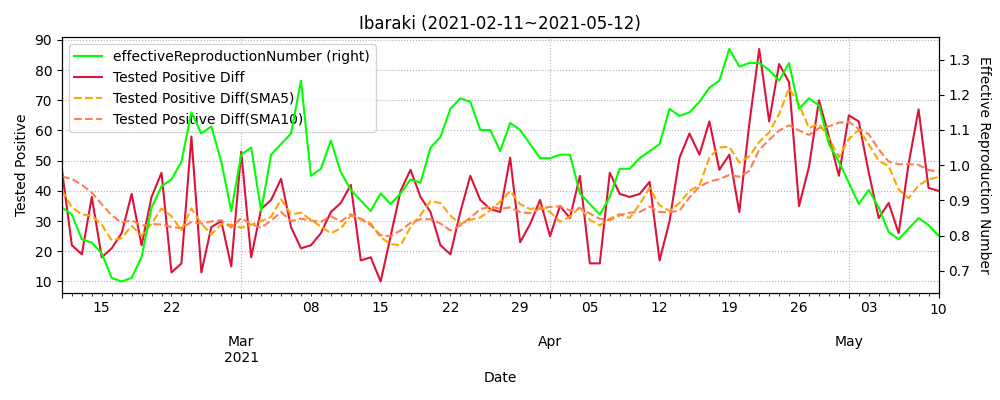 Ibaraki (2021-02-11~2021-05-12)
effectiveReproductionNumber (right)
Tested Positive Diff
Tested Positive Diff(SMA5)
Tested Positive Diff(SMA10)
Tested Positive
90
80
70
60
50
40
30
20
10
Effective Reproduction Number
1.3
1.2
1.1
1.0
0.9
0.8
0.7
15 22 08 15 22 29 05 12 19 26 03 10
Mar Apr May
2021
Date